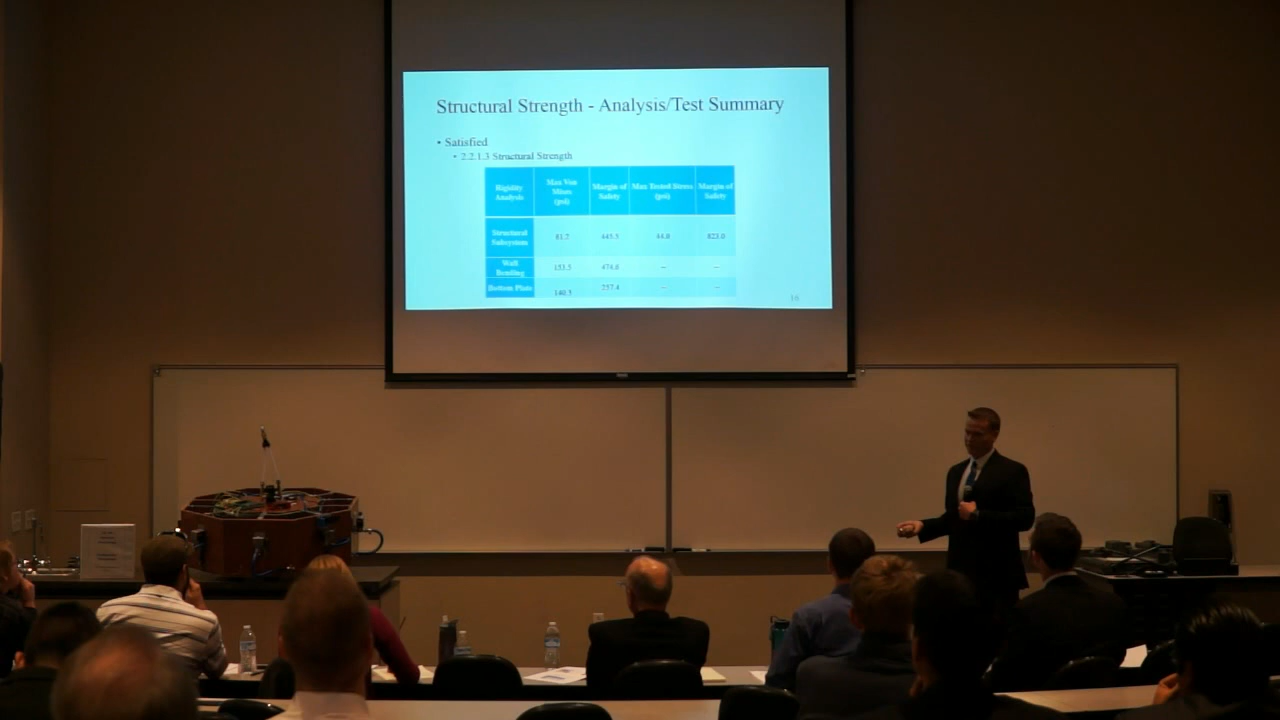 Structural Strength - Analysis/Test Summary
• Satisfied
• 2.2.1.3 Structural Strength
Rigidity Analysis
Max Von Mises (psi)
Margin of Safety
Max Tested Stress (psi)
Margin of Safety
Structural Subsystem
81.7
445.5
44.0
823.0
Wall Bending
153.5
474.0
--
--
Bottom Plate
140.5
257.4
--
--
16